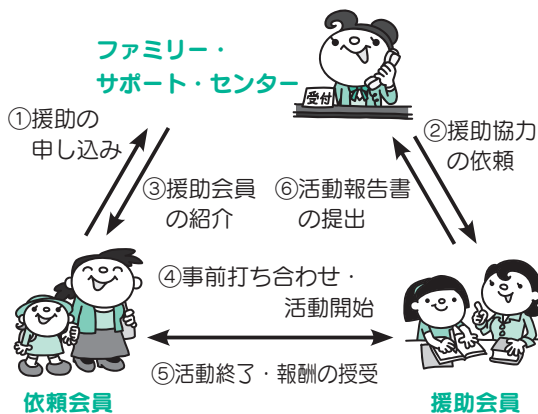 ファミリー・
サポート・センター
受付
①援助の
申し込み
②援助協力
の依頼
③援助会員
の紹介
⑥活動報告書
の提出
④事前打ち合わせ・
活動開始
⑤活動終了・報酬の授受
依頼会員
援助会員